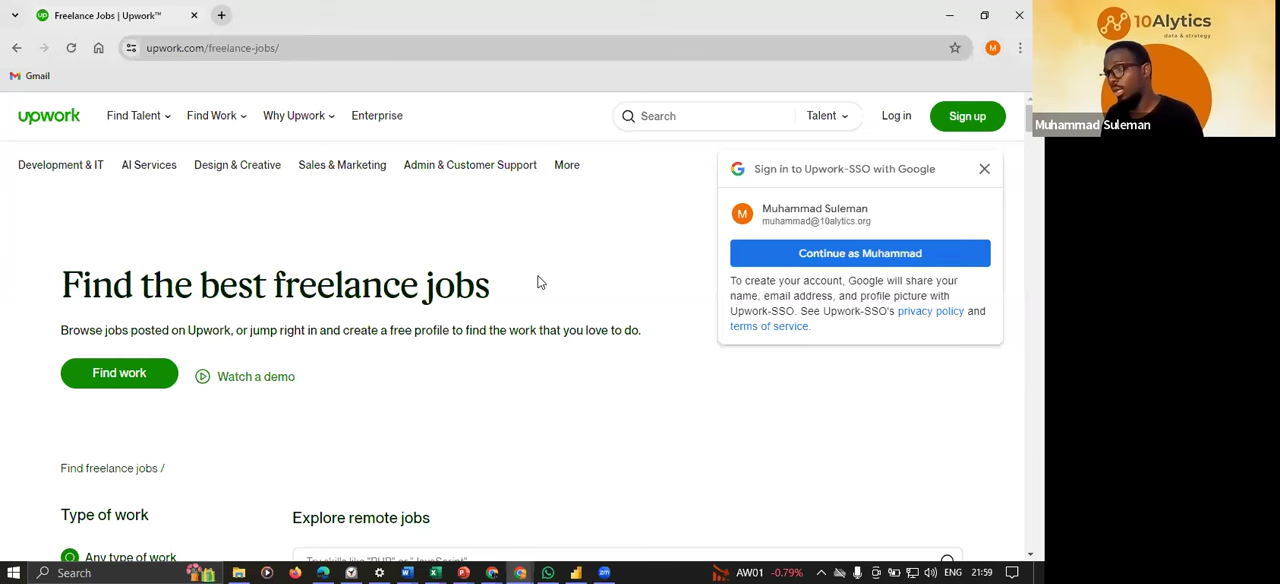 Freelance Jobs | Upwork™
upwork.com/freelance-jobs/
M
Gmail
10Alytics
data & strategy
Muhammad Suleman
upwork
Find Talent
Find Work
Why Upwork
Enterprise
Search
Talent
Log in
Sign up
Development & IT
AI Services
Design & Creative
Sales & Marketing
Admin & Customer Support
More
Sign in to Upwork-SSO with Google
M
Muhammad Suleman
muhammad@10alytics.org
Continue as Muhammad
To create your account, Google will share your
name, email address, and profile picture with
Upwork-SSO. See Upwork-SSO's privacy policy and
terms of service.
Find the best freelance jobs
Browse jobs posted on Upwork, or jump right in and create a free profile to find the work that you love to do.
Find work
Watch a demo
Find freelance jobs /
Type of work
Explore remote jobs
Any type of work
Try skills like "PHP" or "JavaScript"
Search
AW01 -0.79%
ENG
21:59